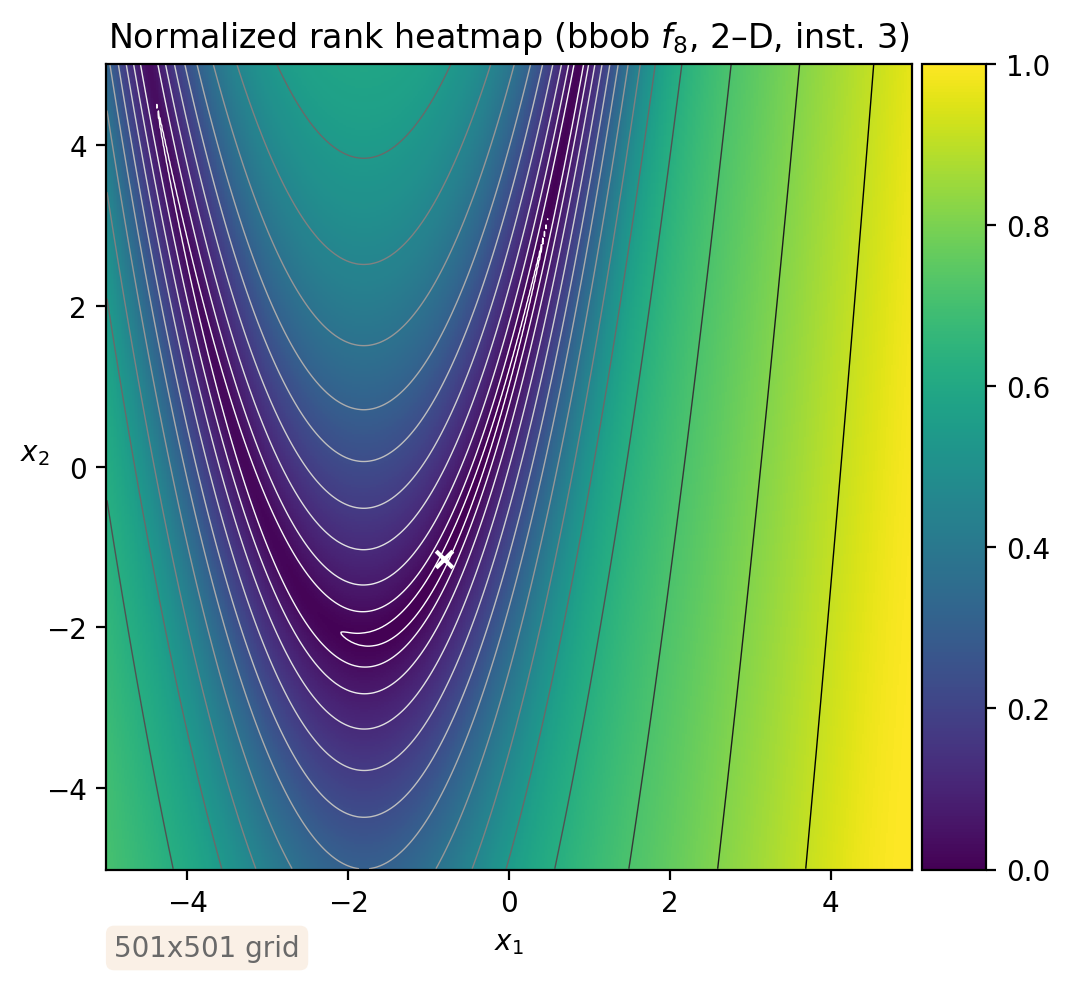 Normalized rank heatmap (bbob f₈, 2–D, inst. 3)
1.0
0.8
0.6
0.4
0.2
0.0
4
2
0
−2
−4
x₂
−4 −2 0 2 4
x₁
501x501 grid